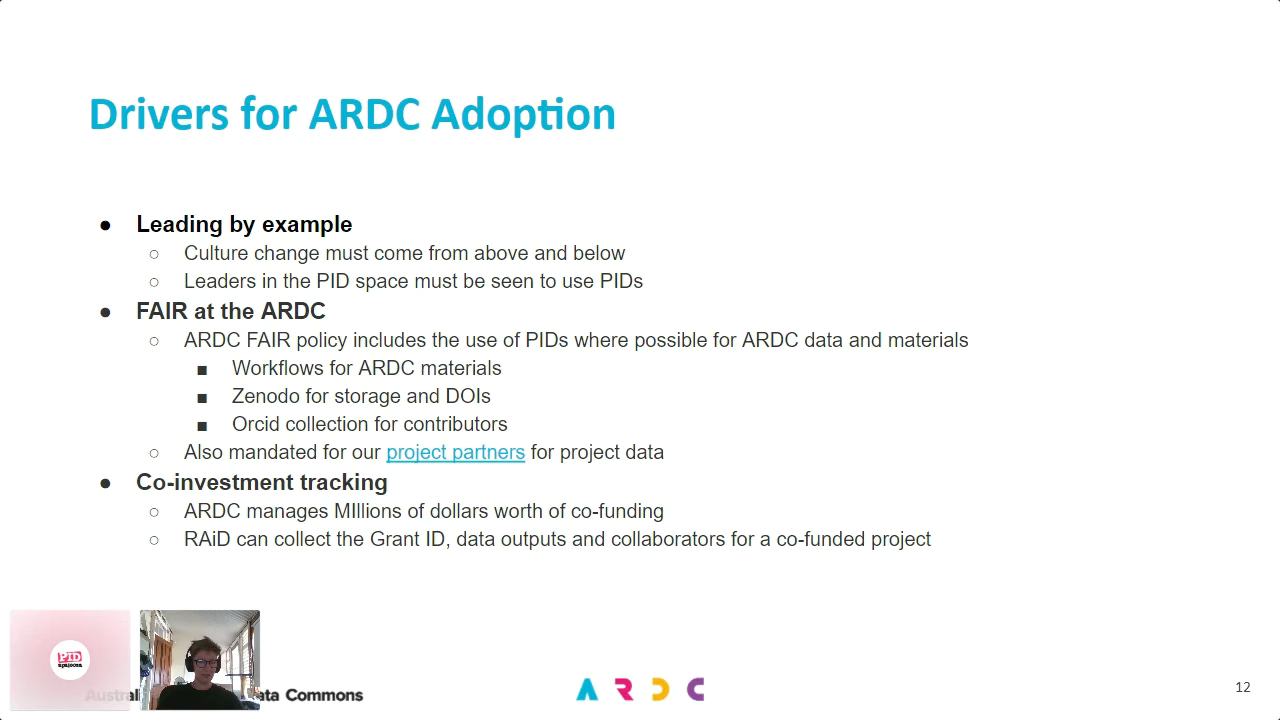 Drivers for ARDC Adoption
● Leading by example
○ Culture change must come from above and below
○ Leaders in the PID space must be seen to use PIDs
● FAIR at the ARDC
○ ARDC FAIR policy includes the use of PIDs where possible for ARDC data and materials
■ Workflows for ARDC materials
■ Zenodo for storage and DOIs
■ Orcid collection for contributors
○ Also mandated for our project partners for project data
● Co-investment tracking
○ ARDC manages MIllions of dollars worth of co-funding
○ RAiD can collect the Grant ID, data outputs and collaborators for a co-funded project
PID
apalooza
Commons
ARDC
12